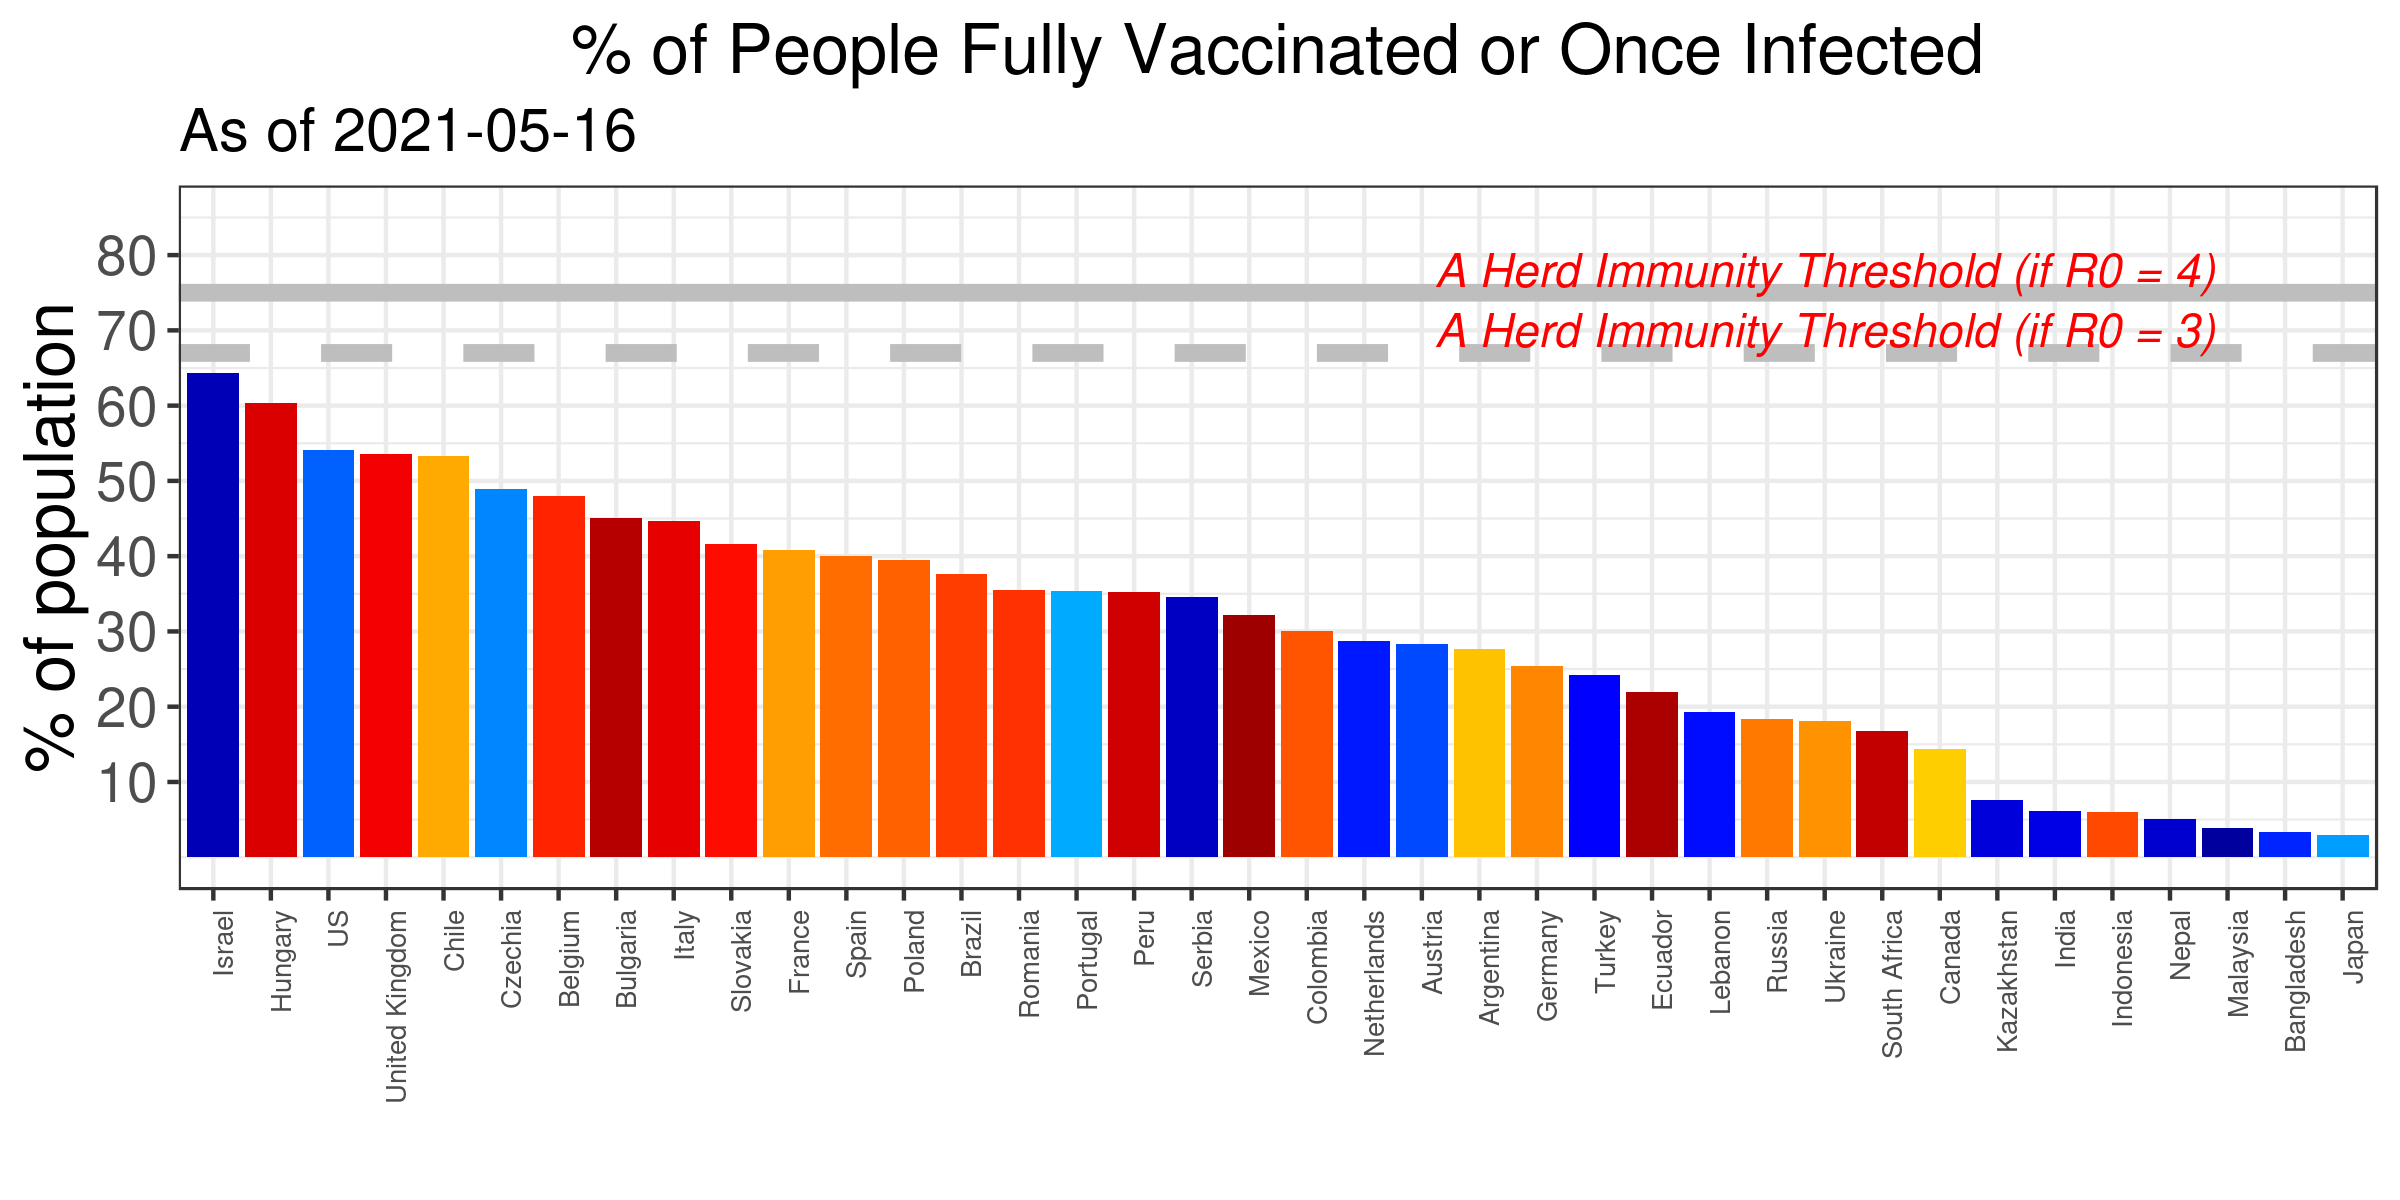 % of People Fully Vaccinated or Once Infected
As of 2021-05-16
% of population
80
70
60
50
40
30
20
10
A Herd Immunity Threshold (if R0 = 4)
A Herd Immunity Threshold (if R0 = 3)
Israel
Hungary
US
United Kingdom
Chile
Czechia
Belgium
Bulgaria
Italy
Slovakia
France
Spain
Poland
Brazil
Romania
Portugal
Peru
Serbia
Mexico
Colombia
Netherlands
Austria
Argentina
Germany
Turkey
Ecuador
Lebanon
Russia
Ukraine
South Africa
Canada
Kazakhstan
India
Indonesia
Nepal
Malaysia
Bangladesh
Japan